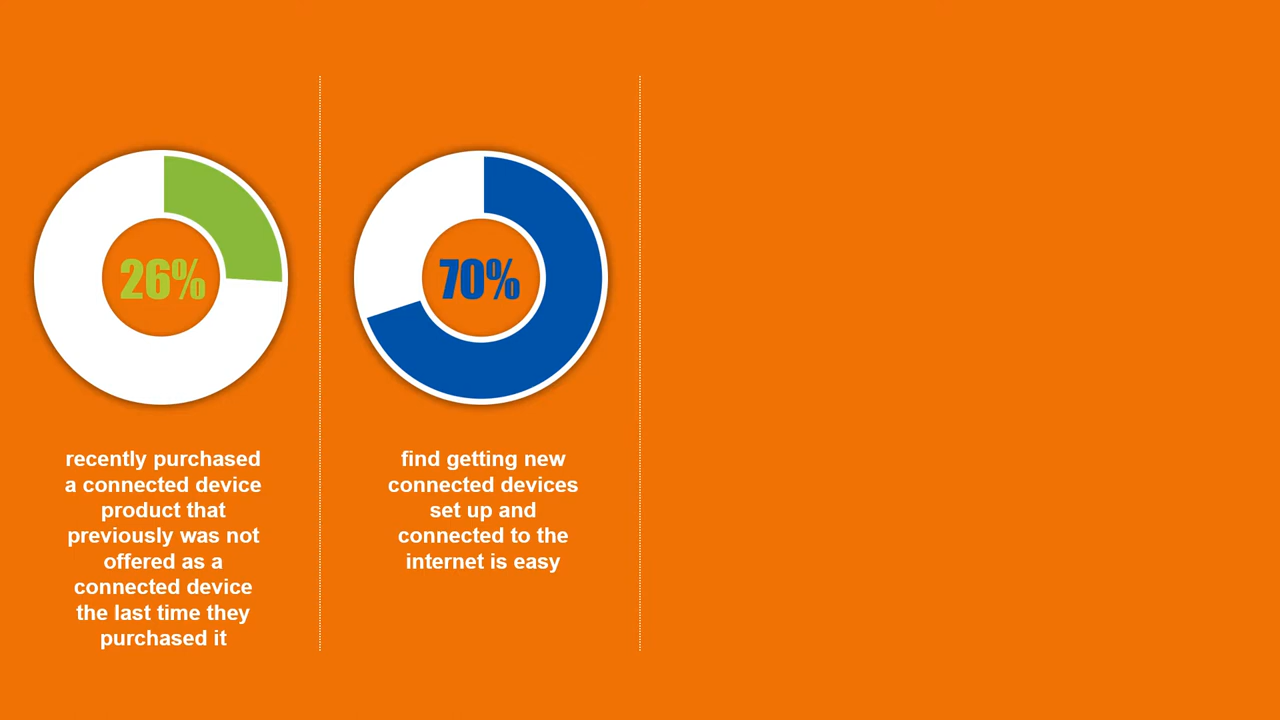 26%
recently purchased
a connected device
product that
previously was not
offered as a
connected device
the last time they
purchased it
70%
find getting new
connected devices
set up and
connected to the
internet is easy